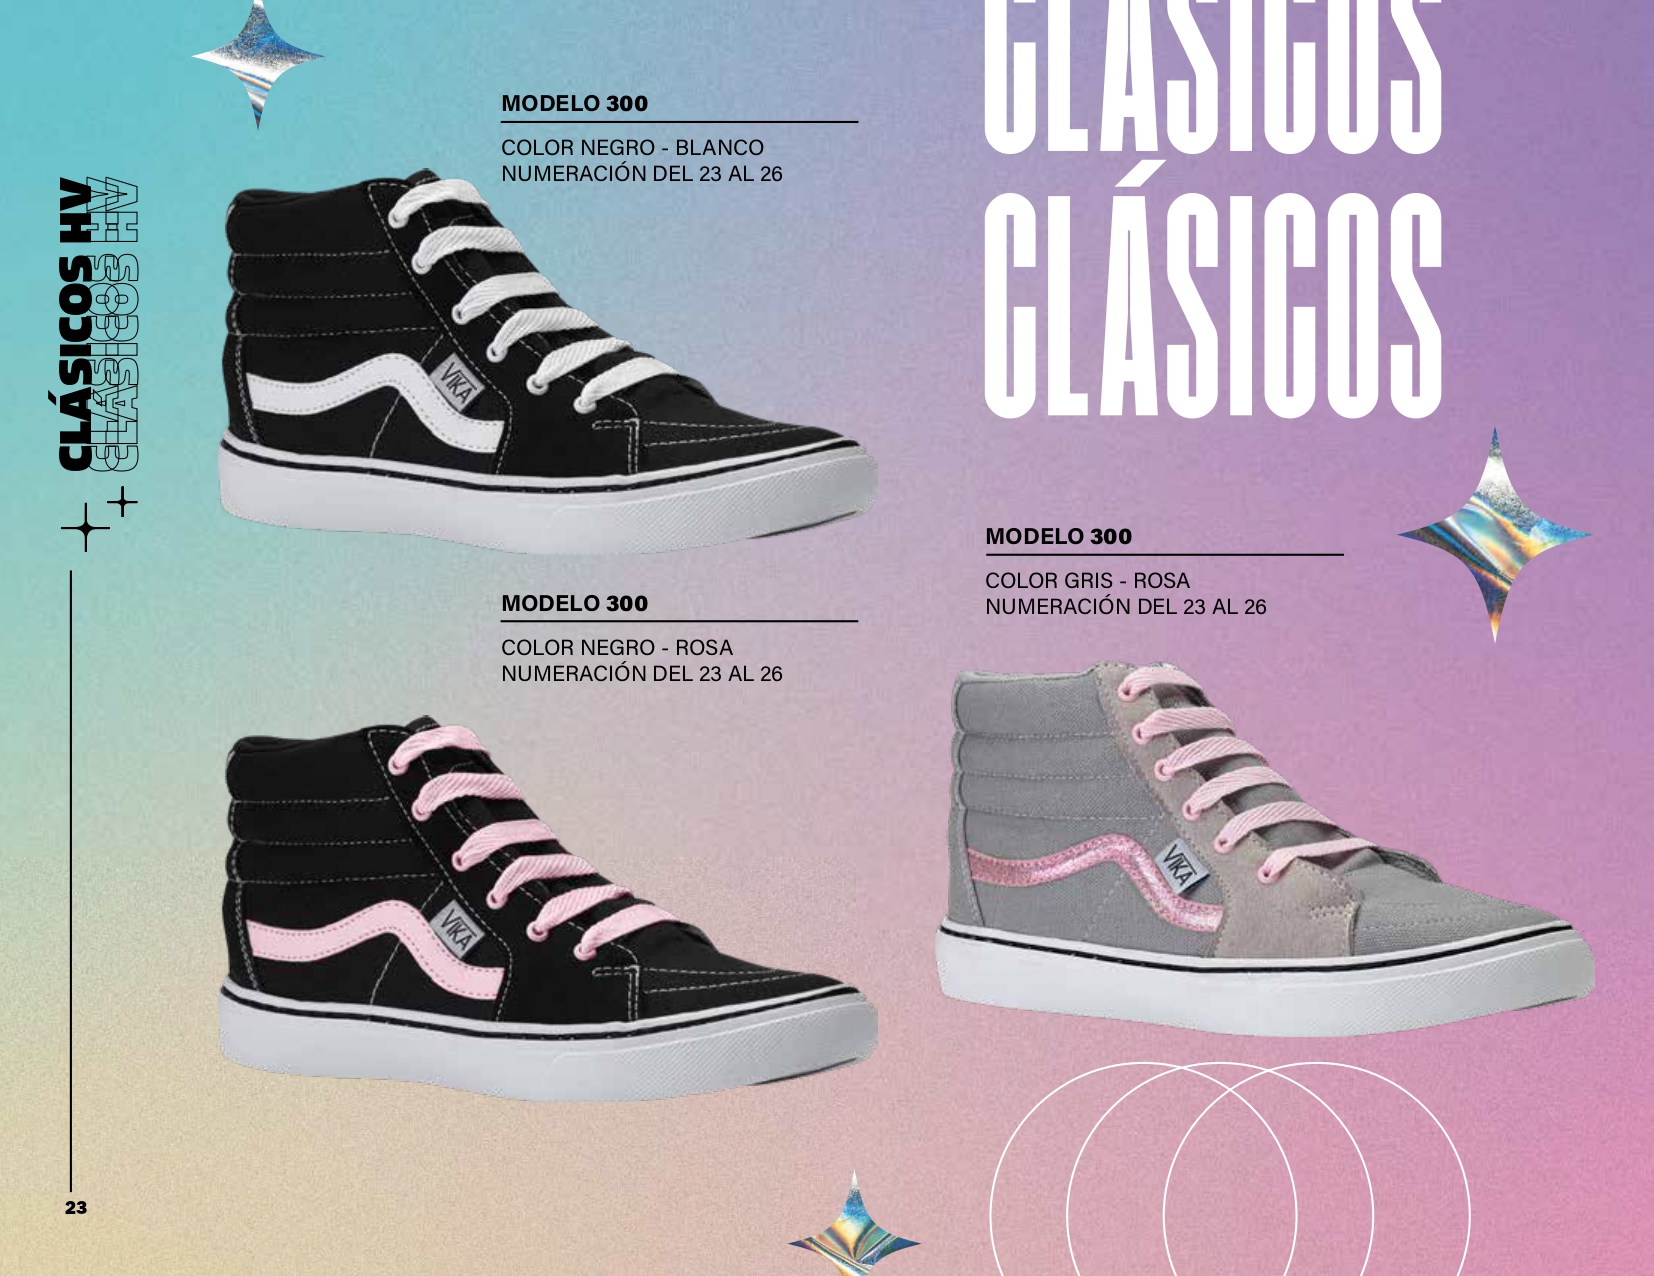 CLÁSICOS
CLÁSICOS
CLÁSICOS HV
CLÁSICOS HV
CLÁSICOS HV
MODELO 300
COLOR NEGRO - BLANCO
NUMERACIÓN DEL 23 AL 26
VIKA
MODELO 300
COLOR NEGRO - ROSA
NUMERACIÓN DEL 23 AL 26
VIKA
MODELO 300
COLOR GRIS - ROSA
NUMERACIÓN DEL 23 AL 26
VIKA
23